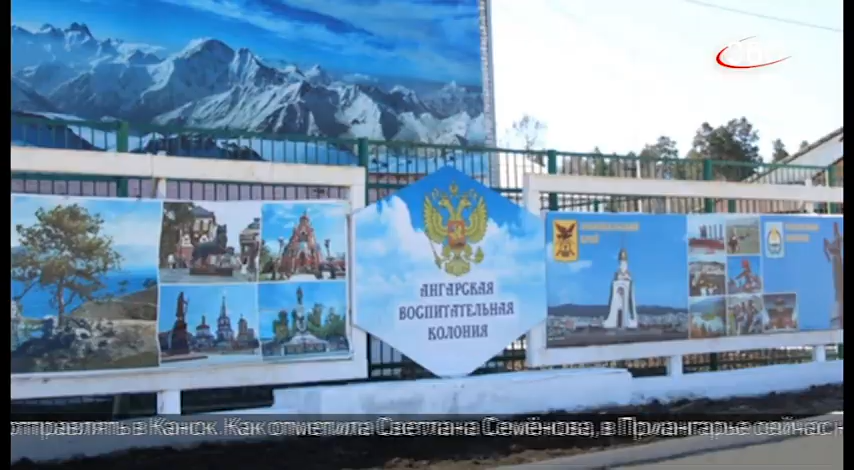 АНГАРСКАЯ
ВОСПИТАТЕЛЬНАЯ
КОЛОНИЯ
отправлять в Канск. Как отметила Светлана Семёнова, в Приангарье сейчас н